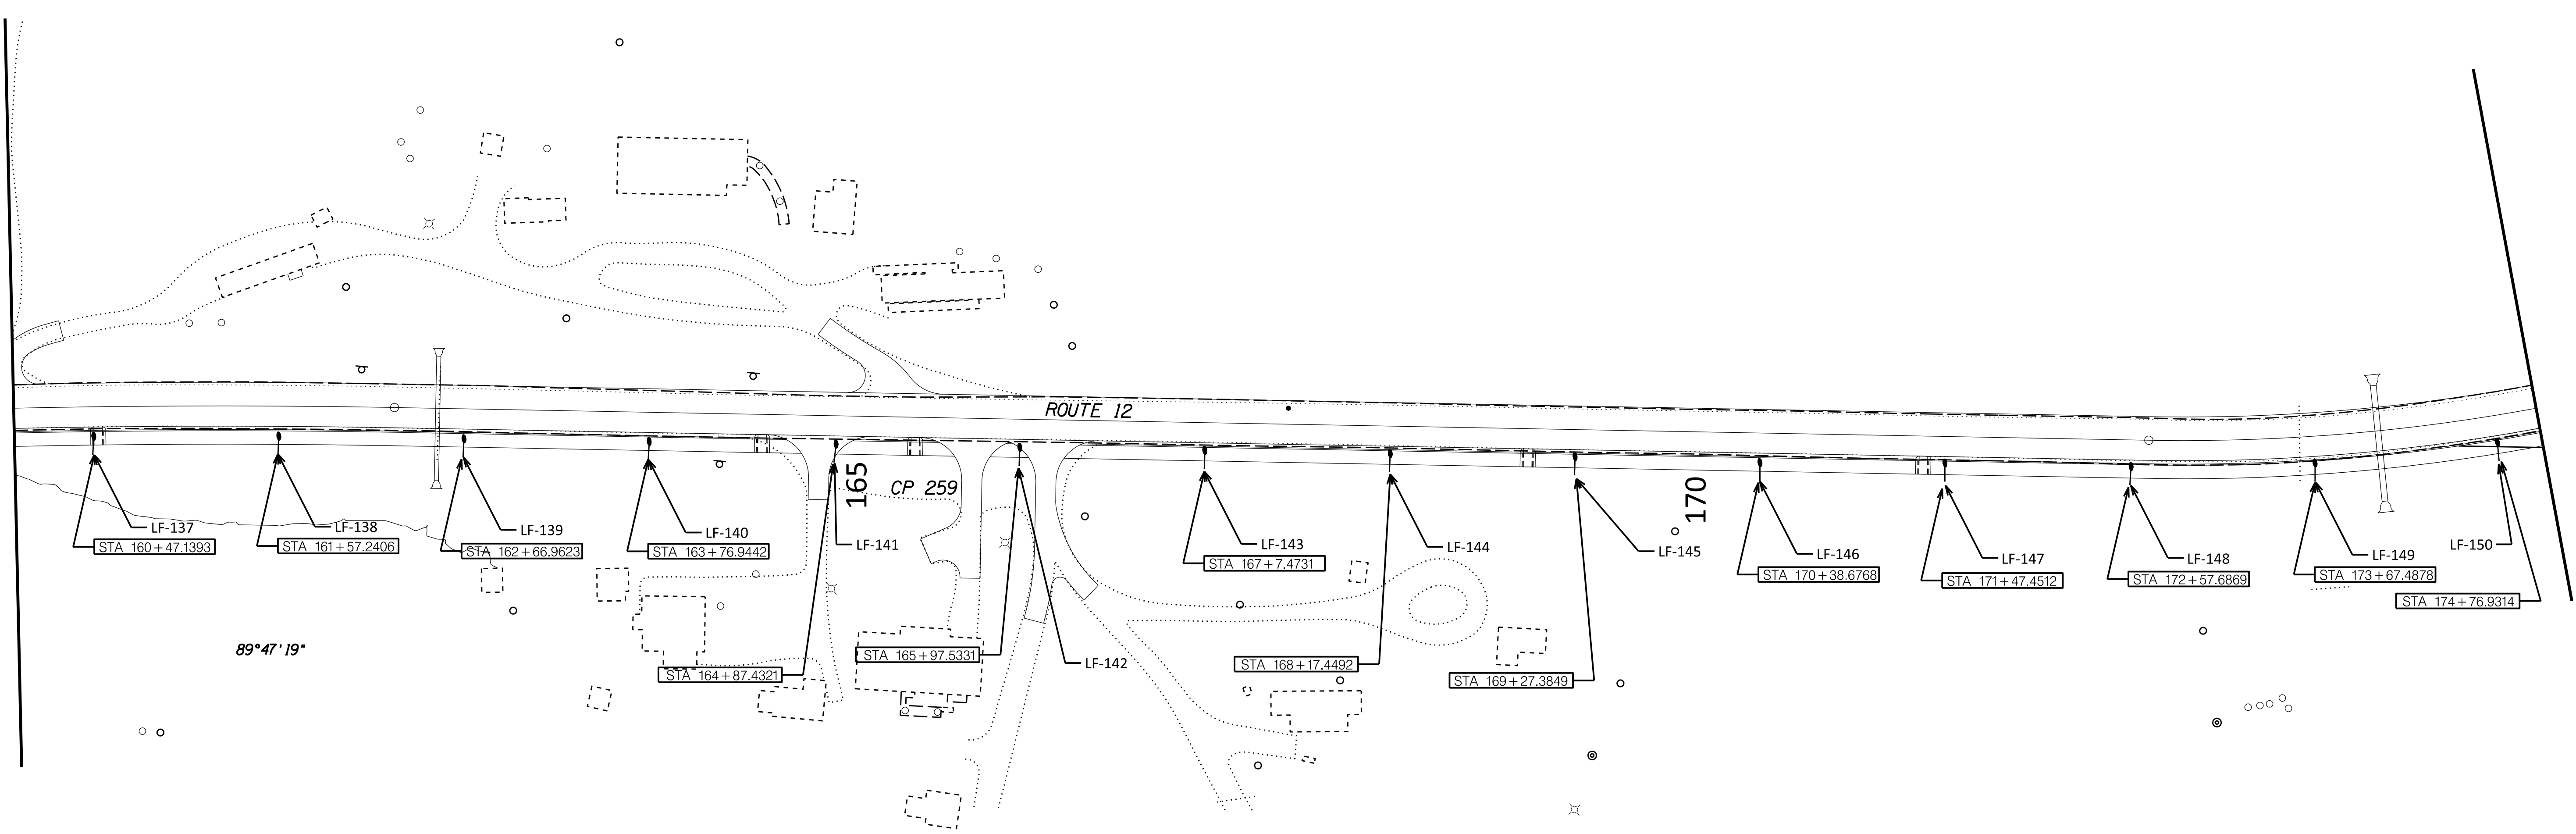 ROUTE 12
165
CP 259
170
LF-137
STA 160+47.1393
LF-138
STA 161+57.2406
LF-139
STA 162+66.9623
LF-140
STA 163+76.9442
LF-141
STA 164+87.4321
LF-142
STA 165+97.5331
LF-143
STA 167+7.4731
LF-144
STA 168+17.4492
LF-145
STA 169+27.3849
LF-146
STA 170+38.6768
LF-147
STA 171+47.4512
LF-148
STA 172+57.6869
LF-149
STA 173+67.4878
LF-150
STA 174+76.9314
89°47'19"